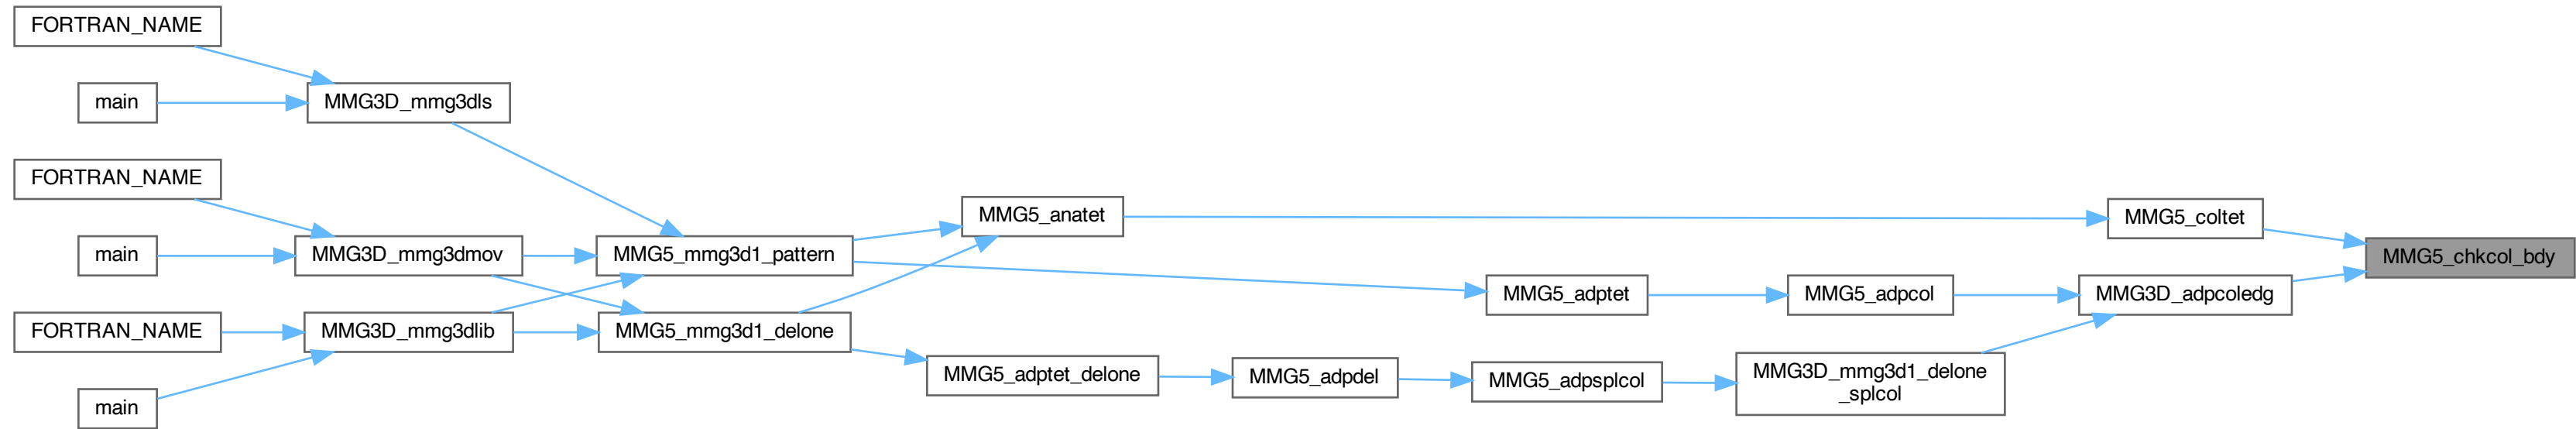 FORTRAN_NAME
main
MMG3D_mmg3dls
FORTRAN_NAME
main
MMG3D_mmg3dmov
FORTRAN_NAME
main
MMG3D_mmg3dlib
MMG5_mmg3d1_pattern
MMG5_mmg3d1_delone
MMG5_anatet
MMG5_adptet_delone
MMG5_adpdel
MMG5_adptet
MMG5_adpsplcol
MMG5_adpcol
MMG3D_mmg3d1_delone
_splcol
MMG5_coltet
MMG3D_adpcoledg
MMG5_chkcol_bdy